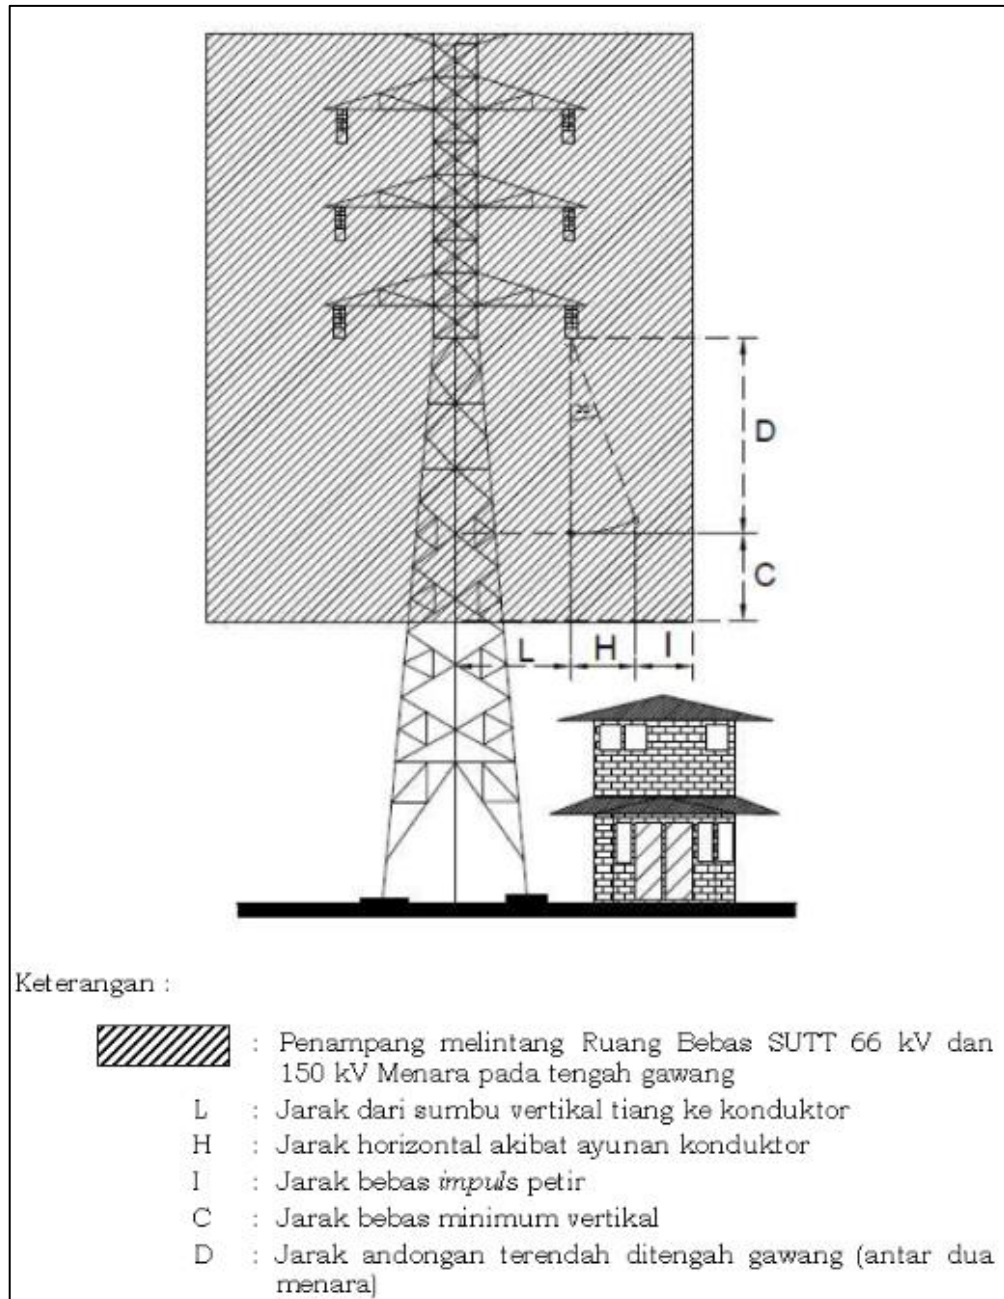 20
D
C
L H I
Keterangan :
: Penampang melintang Ruang Bebas SUTT 66 kV dan
150 kV Menara pada tengah gawang
L : Jarak dari sumbu vertikal tiang ke konduktor
H : Jarak horizontal akibat ayunan konduktor
I : Jarak bebas impuls petir
C : Jarak bebas minimum vertikal
D : Jarak andongan terendah ditengah gawang (antar dua
menara)